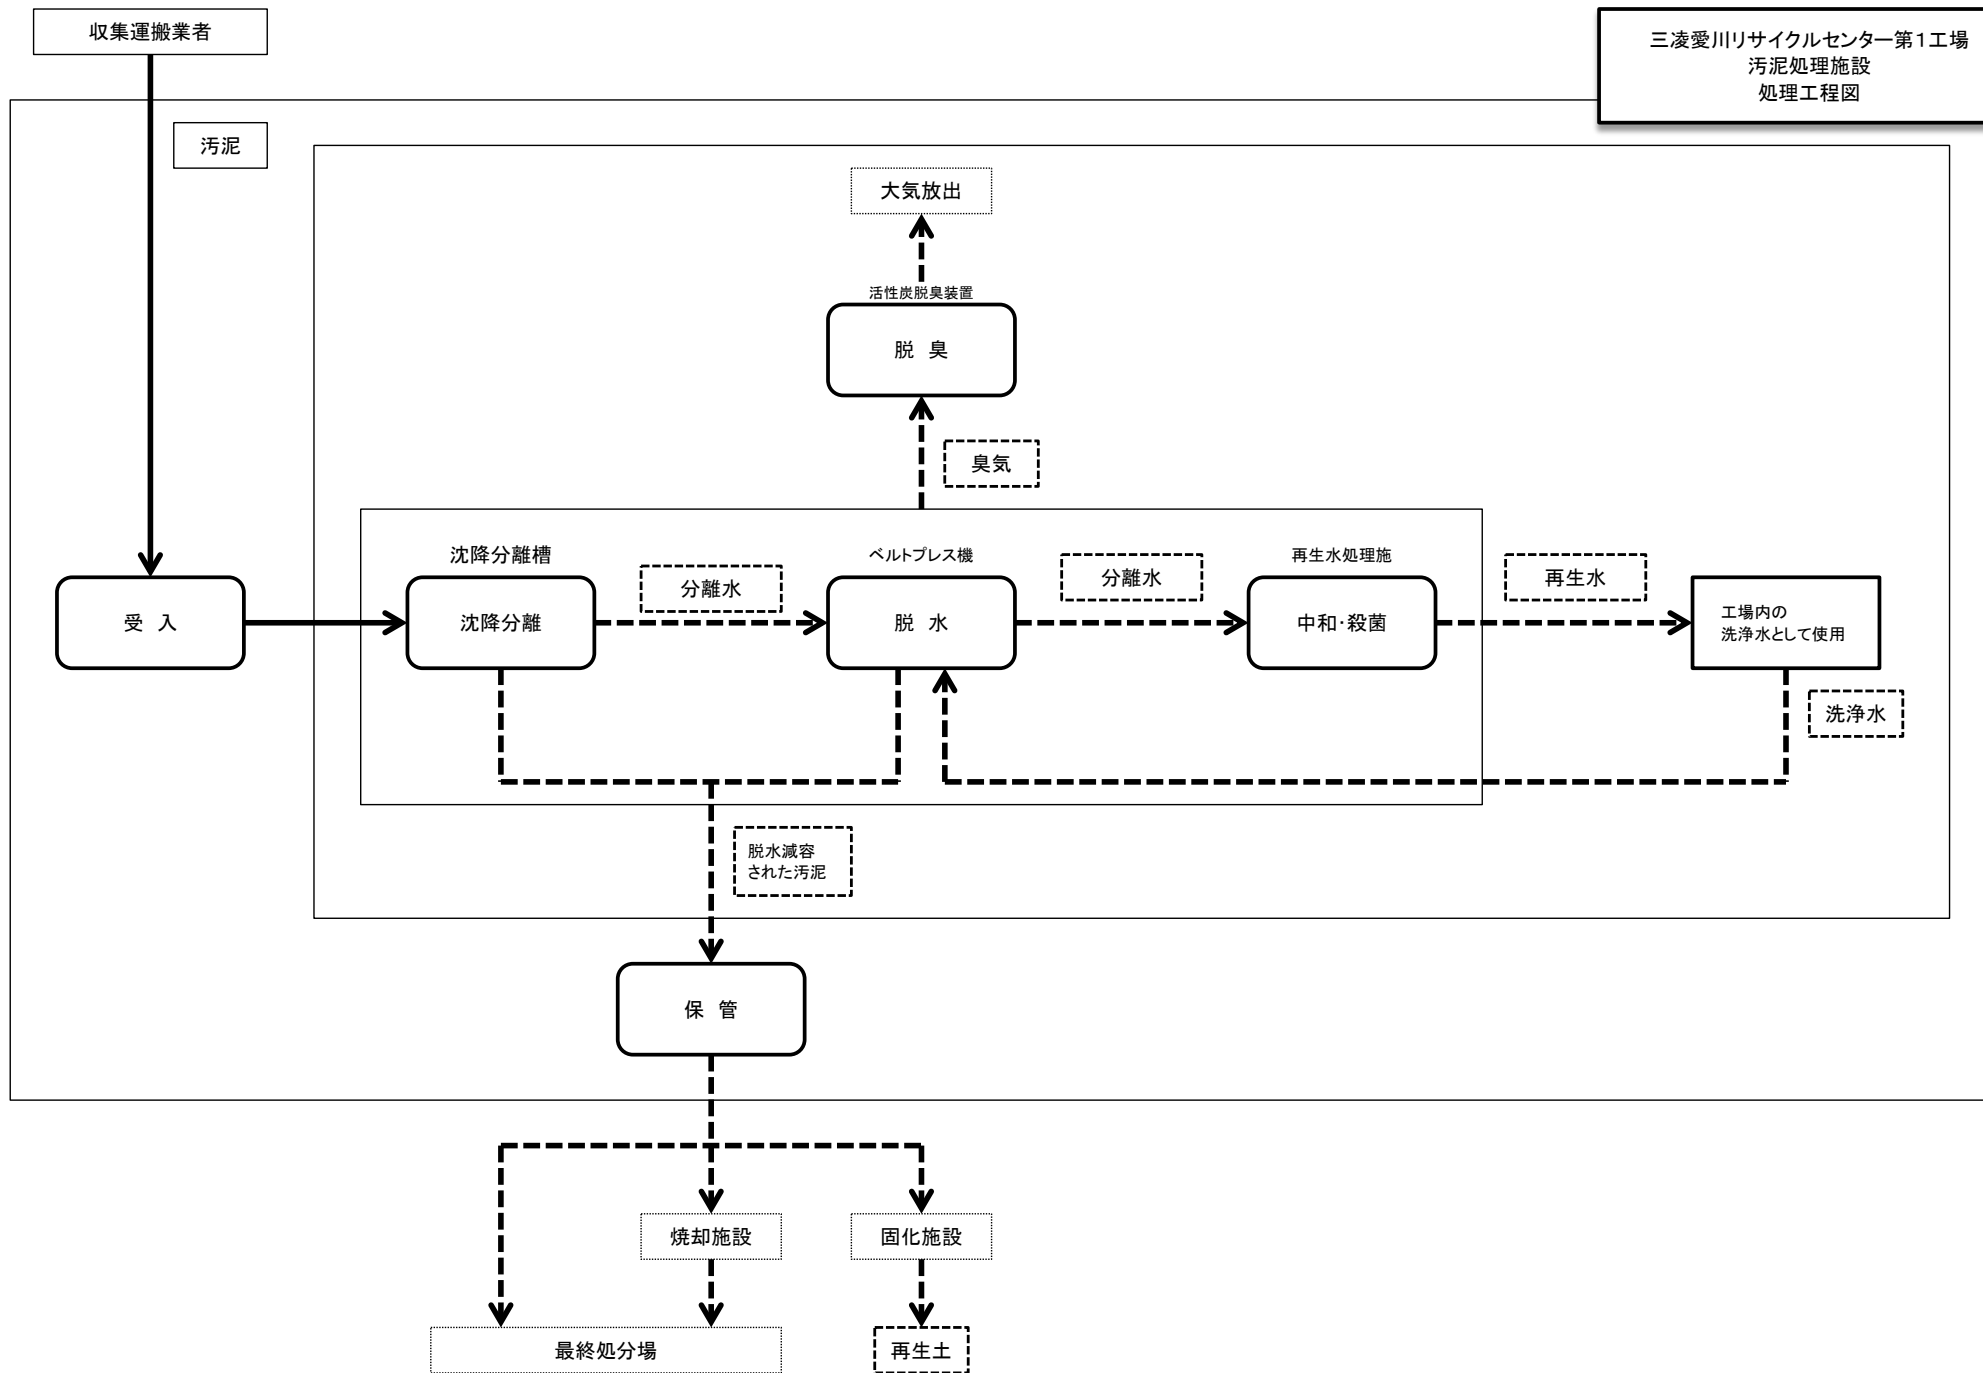 収集運搬業者
三凌愛川リサイクルセンター第1工場
汚泥処理施設
処理工程図
汚泥
大気放出
活性炭脱臭装置
脱 臭
臭気
沈降分離槽
ベルトプレス機
再生水処理施
分離水
分離水
再生水
受 入
沈降分離
脱 水
中和・殺菌
工場内の
洗浄水として使用
洗浄水
脱水減容
された汚泥
保 管
焼却施設
固化施設
最終処分場
再生土